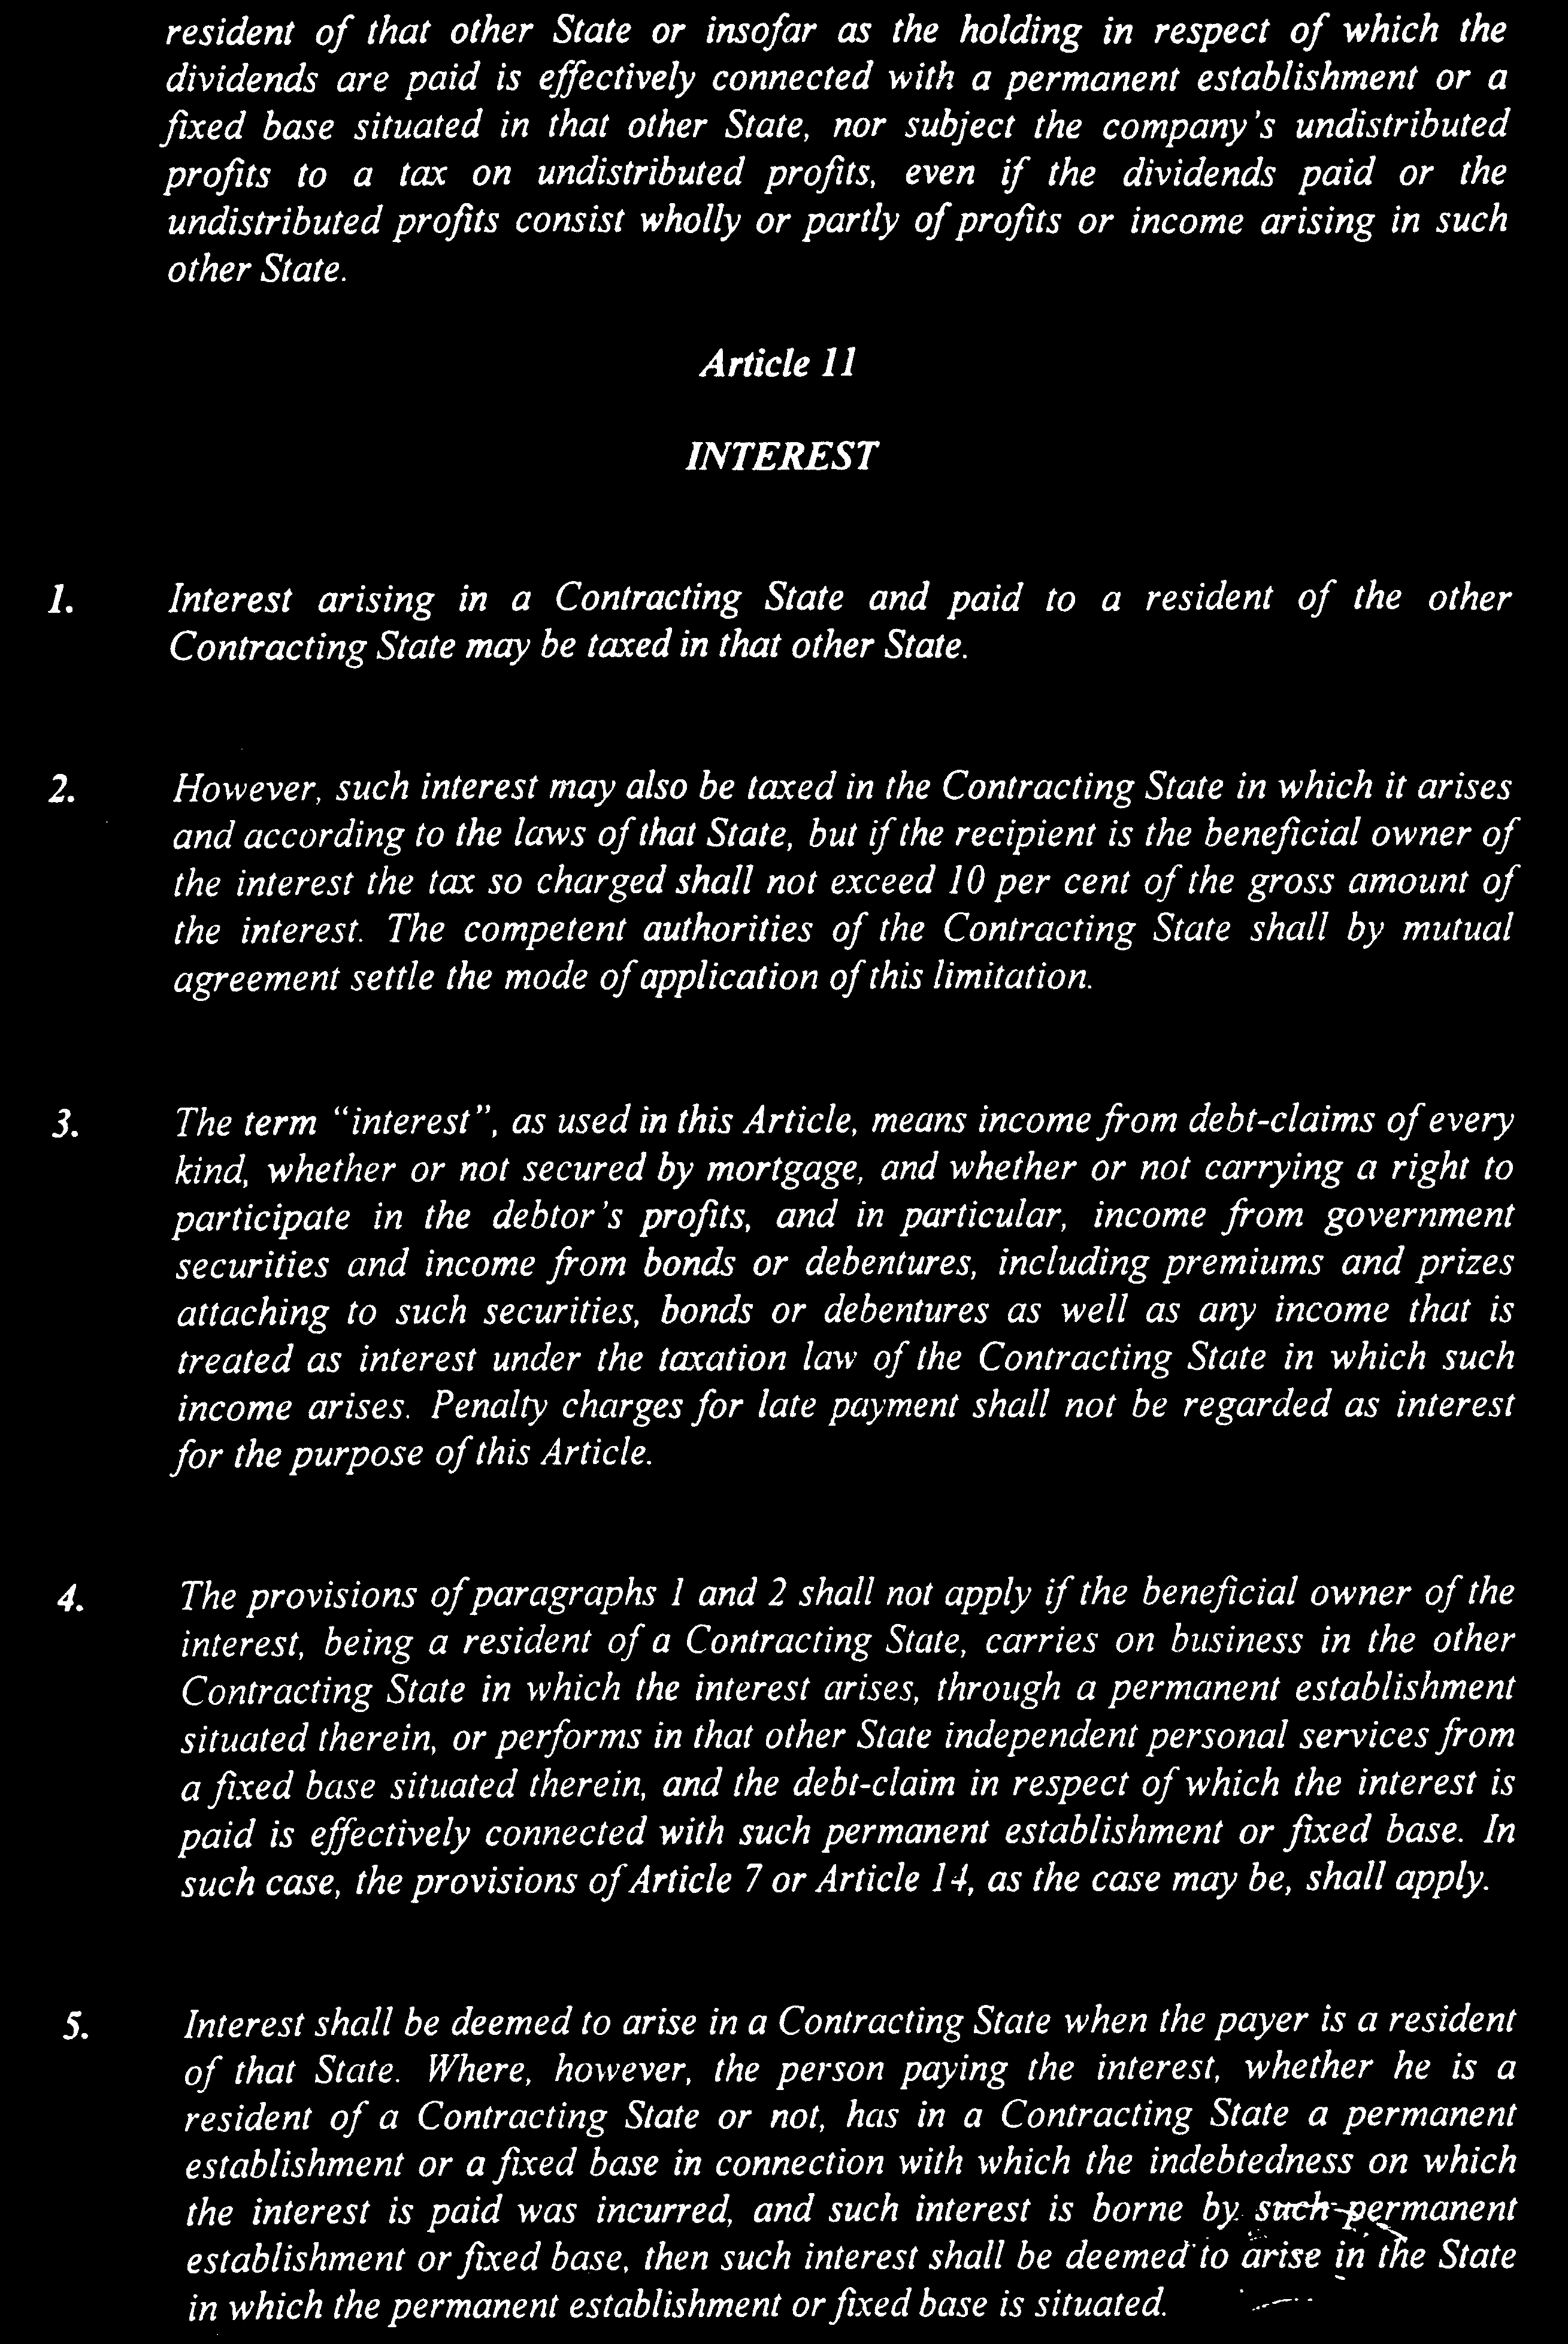 resident of that other State or insofar as the holding in respect of which the
dividends are paid is effectively connected with a permanent establishment or a
fixed base situated in that other State, nor subject the company's undistributed
profits to a tax on undistributed profits, even if the dividends paid or the
undistributed profits consist wholly or partly of profits or income arising in such
other State.
Article 11
INTEREST
1. Interest arising in a Contracting State and paid to a resident of the other
Contracting State may be taxed in that other State.
2. However, such interest may also be taxed in the Contracting State in which it arises
and according to the laws of that State, but if the recipient is the beneficial owner of
the interest the tax so charged shall not exceed 10 per cent of the gross amount of
the interest. The competent authorities of the Contracting State shall by mutual
agreement settle the mode of application of this limitation.
3. The term “interest”, as used in this Article, means income from debt-claims of every
kind, whether or not secured by mortgage, and whether or not carrying a right to
participate in the debtor's profits, and in particular, income from government
securities and income from bonds or debentures, including premiums and prizes
attaching to such securities, bonds or debentures as well as any income that is
treated as interest under the taxation law of the Contracting State in which such
income arises. Penalty charges for late payment shall not be regarded as interest
for the purpose of this Article.
4. The provisions of paragraphs 1 and 2 shall not apply if the beneficial owner of the
interest, being a resident of a Contracting State, carries on business in the other
Contracting State in which the interest arises, through a permanent establishment
situated therein, or performs in that other State independent personal services from
a fixed base situated therein, and the debt-claim in respect of which the interest is
paid is effectively connected with such permanent establishment or fixed base. In
such case, the provisions of Article 7 or Article 14, as the case may be, shall apply.
5. Interest shall be deemed to arise in a Contracting State when the payer is a resident
of that State. Where, however, the person paying the interest, whether he is a
resident of a Contracting State or not, has in a Contracting State a permanent
establishment or a fixed base in connection with which the indebtedness on which
the interest is paid was incurred, and such interest is borne by such permanent
establishment or fixed base, then such interest shall be deemed to arise in the State
in which the permanent establishment or fixed base is situated.